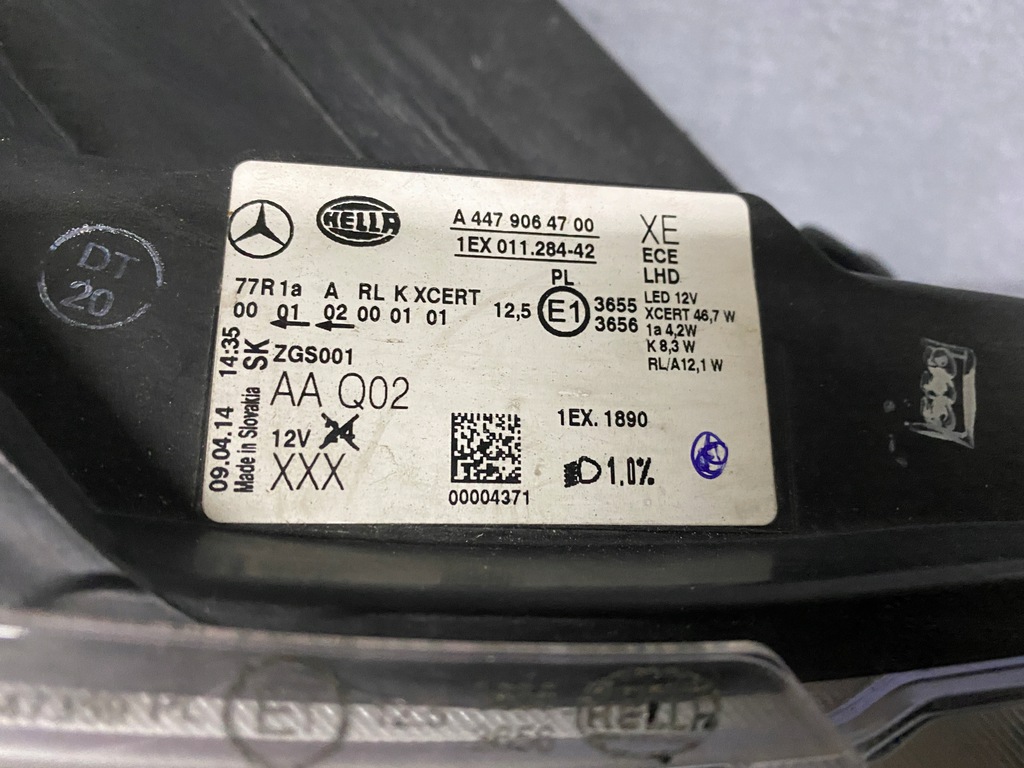 HELLA
A 447 906 47 00
1EX 011.284-42
XE
ECE
LHD
LED 12V
XCERT 46,7 W
1a 4,2W
K 8,3 W
RL/A12,1 W
77R 1a A RL K XCERT
00 01 02 00 01 01
PL
12,5 E1 3655
3656
ZGS001
AA Q02
12V 24
XXX
09.04.14 14:35
Made in Slovakia SK
00004371
1EX. 1890
1,0%
DT
20
3656
HELLA